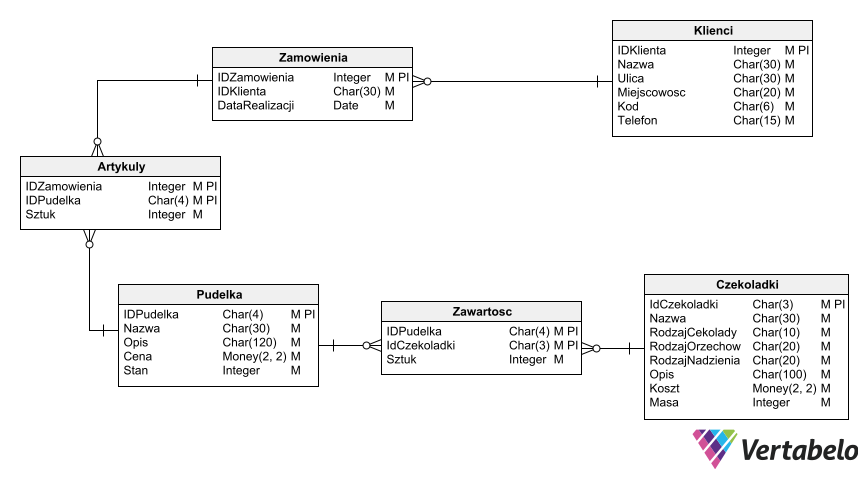 Zamowienia
IDZamowienia Integer M PI
IDKlienta Char(30) M
DataRealizacji Date M
Klienci
IDKlienta Integer M PI
Nazwa Char(30) M
Ulica Char(30) M
Miejscowosc Char(20) M
Kod Char(6) M
Telefon Char(15) M
Artykuly
IDZamowienia Integer M PI
IDPudelka Char(4) M PI
Sztuk Integer M
Pudelka
IDPudelka Char(4) M PI
Nazwa Char(30) M
Opis Char(120) M
Cena Money(2, 2) M
Stan Integer M
Zawartosc
IDPudelka Char(4) M PI
IdCzekoladki Char(3) M PI
Sztuk Integer M
Czekoladki
IdCzekoladki Char(3) M PI
Nazwa Char(30) M
RodzajCekolady Char(10) M
RodzajOrzechow Char(20) M
RodzajNadzienia Char(20) M
Opis Char(100) M
Koszt Money(2, 2) M
Masa Integer M
Vertabelo